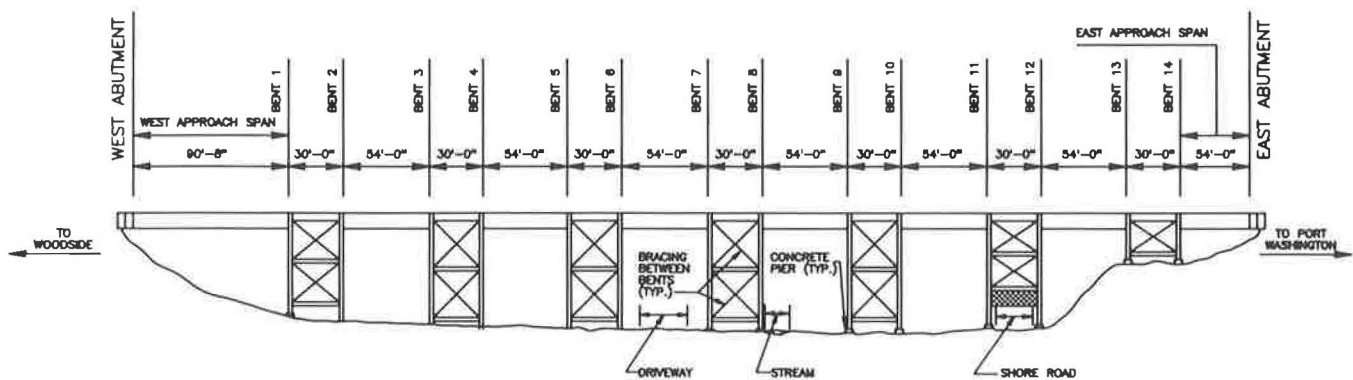 WEST ABUTMENT
BENT 1
BENT 2
BENT 3
BENT 4
BENT 5
BENT 6
BENT 7
BENT 8
BENT 9
BENT 10
BENT 11
BENT 12
BENT 13
BENT 14
EAST APPROACH SPAN
EAST ABUTMENT
WEST APPROACH SPAN
90'-8" 30'-0" 54'-0" 30'-0" 54'-0" 30'-0" 54'-0" 30'-0" 54'-0" 30'-0" 54'-0" 30'-0" 54'-0" 30'-0" 54'-0"
TO
WOODSIDE
BRACING
BETWEEN
BENTS
(TYP.)
CONCRETE
PIER (TYP.)
TO PORT
WASHINGTON
DRIVEWAY
STREAM
SHORE ROAD